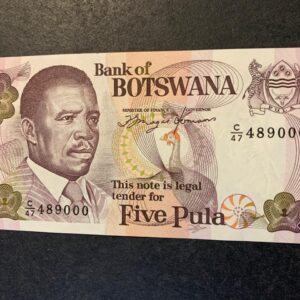 Bank of
BOTSWANA
MINISTER OF FINANCE GOVERNOR
C/47 489000
C/47 489000
This note is legal
tender for
Five Pula